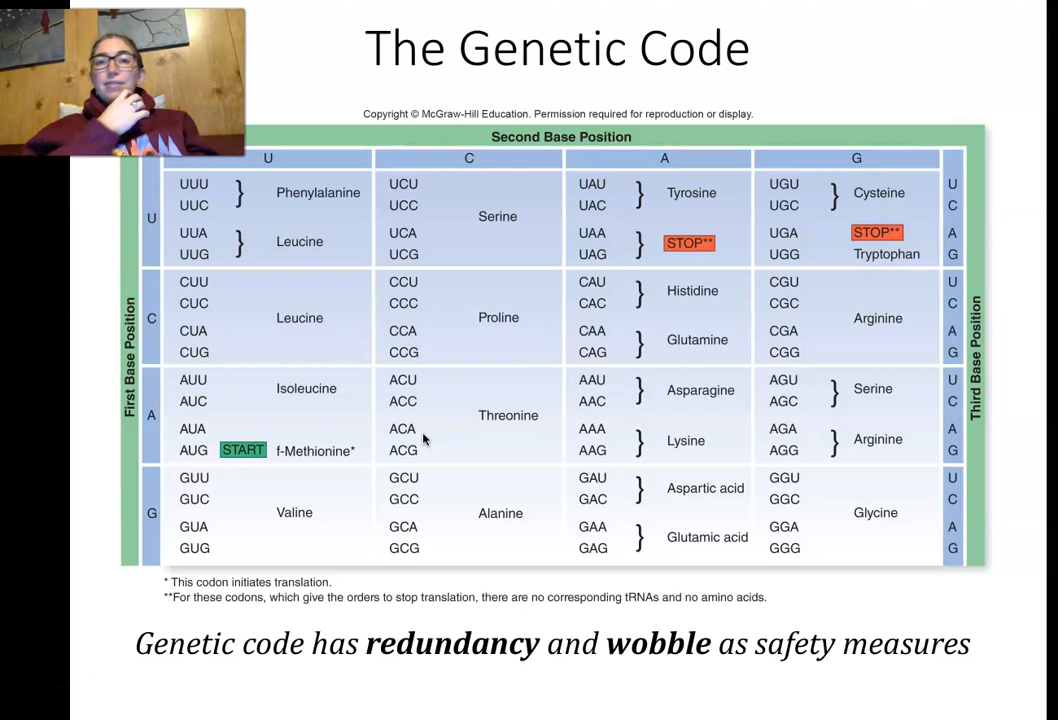 The Genetic Code
Copyright © McGraw-Hill Education. Permission required for reproduction or display.
Second Base Position
U C A G
First Base Position
Third Base Position
U
UUU UCU UAU UGU U
Phenylalanine Tyrosine Cysteine
UUC UCC UAC UGC C
Serine
UUA UCA UAA UGA STOP** A
Leucine STOP**
UUG UCG UAG UGG Tryptophan G
C
CUU CCU CAU CGU U
Histidine
CUC CCC CAC CGC C
Leucine Proline Arginine
CUA CCA CAA CGA A
Glutamine
CUG CCG CAG CGG G
A
AUU ACU AAU AGU U
Isoleucine Asparagine Serine
AUC ACC AAC AGC C
Threonine
AUA ACA AAA AGA A
Lysine Arginine
AUG START f-Methionine* ACG AAG AGG G
G
GUU GCU GAU GGU U
Aspartic acid
GUC GCC GAC GGC C
Valine Alanine Glycine
GUA GCA GAA GGA A
Glutamic acid
GUG GCG GAG GGG G
* This codon initiates translation.
**For these codons, which give the orders to stop translation, there are no corresponding tRNAs and no amino acids.
Genetic code has redundancy and wobble as safety measures